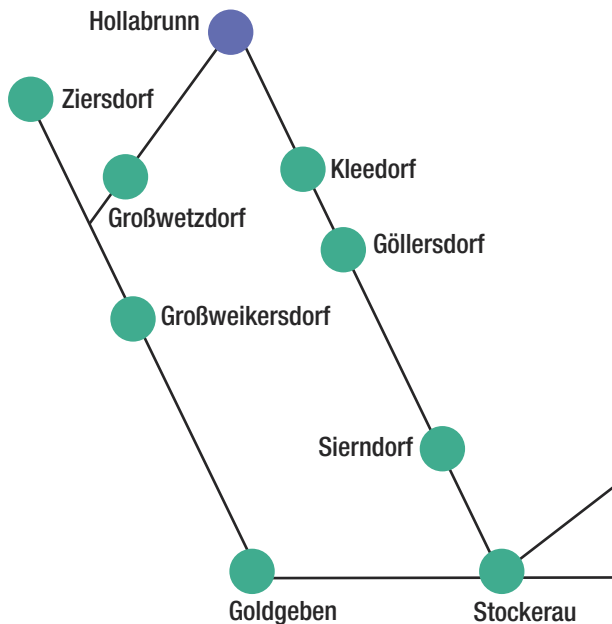 Hollabrunn
Ziersdorf
Kleedorf
Großwetzdorf
Göllersdorf
Großweikersdorf
Sierndorf
Goldgeben
Stockerau